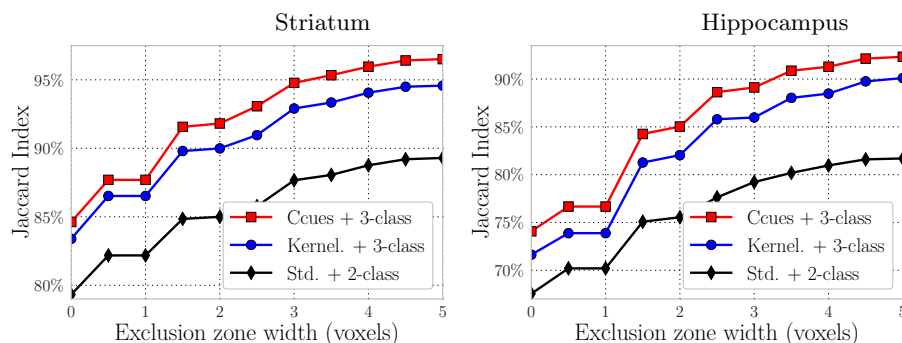 Striatum
Jaccard Index
95%
90%
85%
80%
Ccues + 3-class
Kernel. + 3-class
Std. + 2-class
0 1 2 3 4 5
Exclusion zone width (voxels)
Hippocampus
Jaccard Index
90%
85%
80%
75%
70%
Ccues + 3-class
Kernel. + 3-class
Std. + 2-class
0 1 2 3 4 5
Exclusion zone width (voxels)